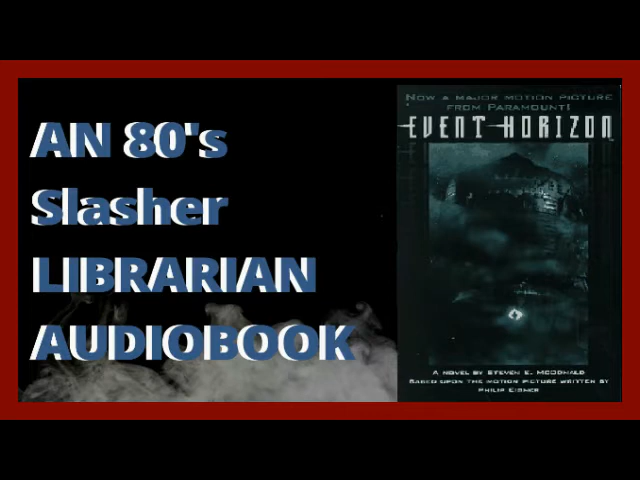 AN 80's
Slasher
LIBRARIAN
AUDIOBOOK
NOW A MAJOR MOTION PICTURE
FROM PARAMOUNT!
EVENT HORIZON
A NOVEL BY STEVEN E. MCDONALD
BASED UPON THE MOTION PICTURE WRITTEN BY
PHILIP EISNER